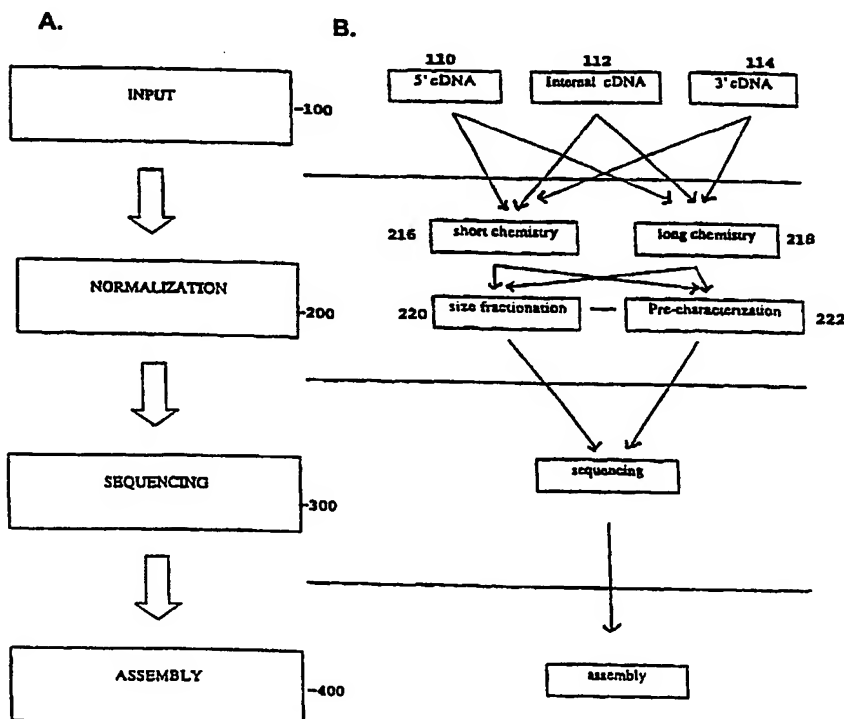 A.
B.
INPUT
-100
NORMALIZATION
-200
SEQUENCING
-300
ASSEMBLY
-400
110
5' cDNA
112
Internal cDNA
114
3' cDNA
216
short chemistry
long chemistry
218
220
size fractionation
Pre-characterization
222
sequencing
assembly